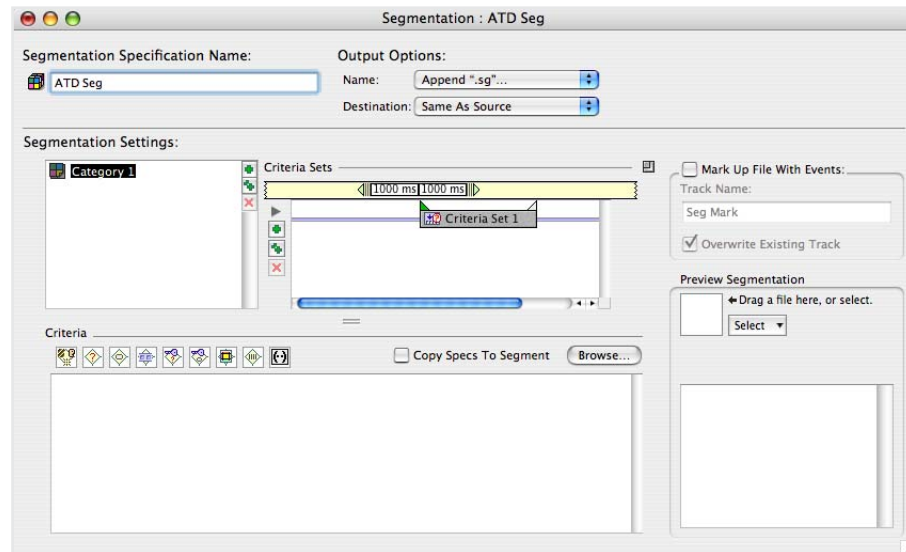 Segmentation : ATD Seg
Segmentation Specification Name:
ATD Seg
Output Options:
Name: Append ".sg"...
Destination: Same As Source
Segmentation Settings:
Category 1
Criteria Sets
1000 ms 1000 ms
Criteria Set 1
Mark Up File With Events:
Track Name:
Seg Mark
Overwrite Existing Track
Preview Segmentation
Drag a file here, or select.
Select
Criteria
Copy Specs To Segment
Browse...